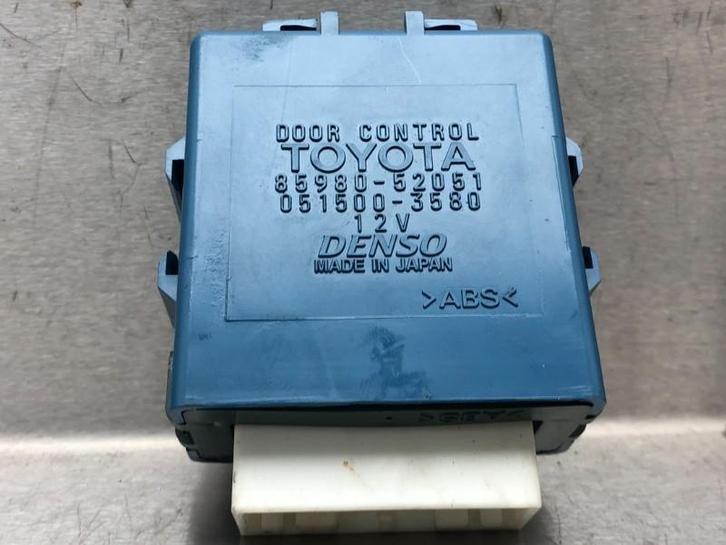 DOOR CONTROL
TOYOTA
85980-52051
051500-3580
12V
DENSO
MADE IN JAPAN
>ABS<